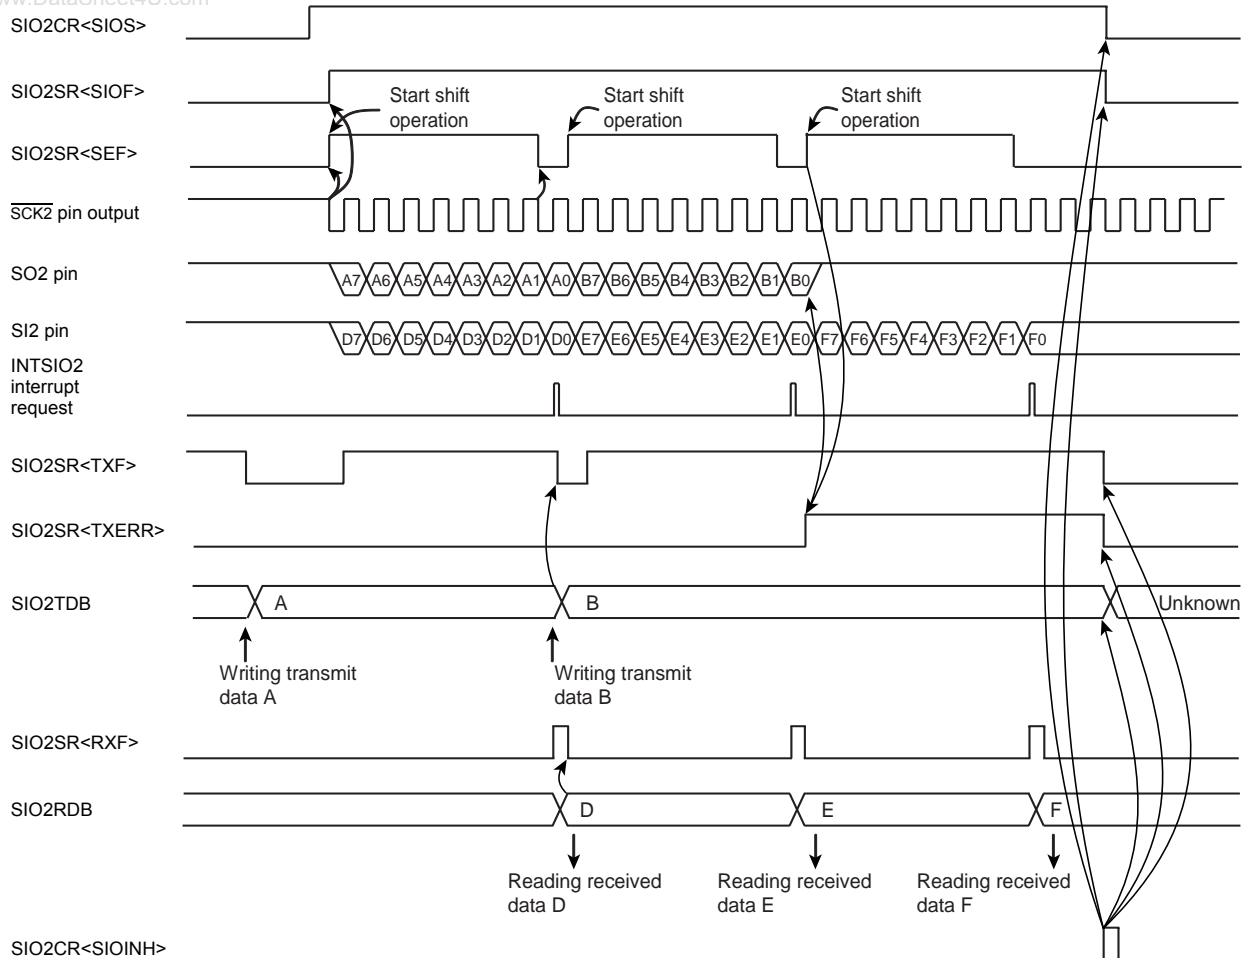 www.DataSheet4U.com
SIO2CR<SIOS>
SIO2SR<SIOF>
Start shift
operation
Start shift
operation
Start shift
operation
SIO2SR<SEF>
SCK2 pin output
SO2 pin
A7 A6 A5 A4 A3 A2 A1 A0 B7 B6 B5 B4 B3 B2 B1 B0
SI2 pin
D7 D6 D5 D4 D3 D2 D1 D0 E7 E6 E5 E4 E3 E2 E1 E0 F7 F6 F5 F4 F3 F2 F1 F0
INTSIO2
interrupt
request
SIO2SR<TXF>
SIO2SR<TXERR>
SIO2TDB
A
B
Unknown
Writing transmit
data A
Writing transmit
data B
SIO2SR<RXF>
SIO2RDB
D
E
F
Reading received
data D
Reading received
data E
Reading received
data F
SIO2CR<SIOINH>